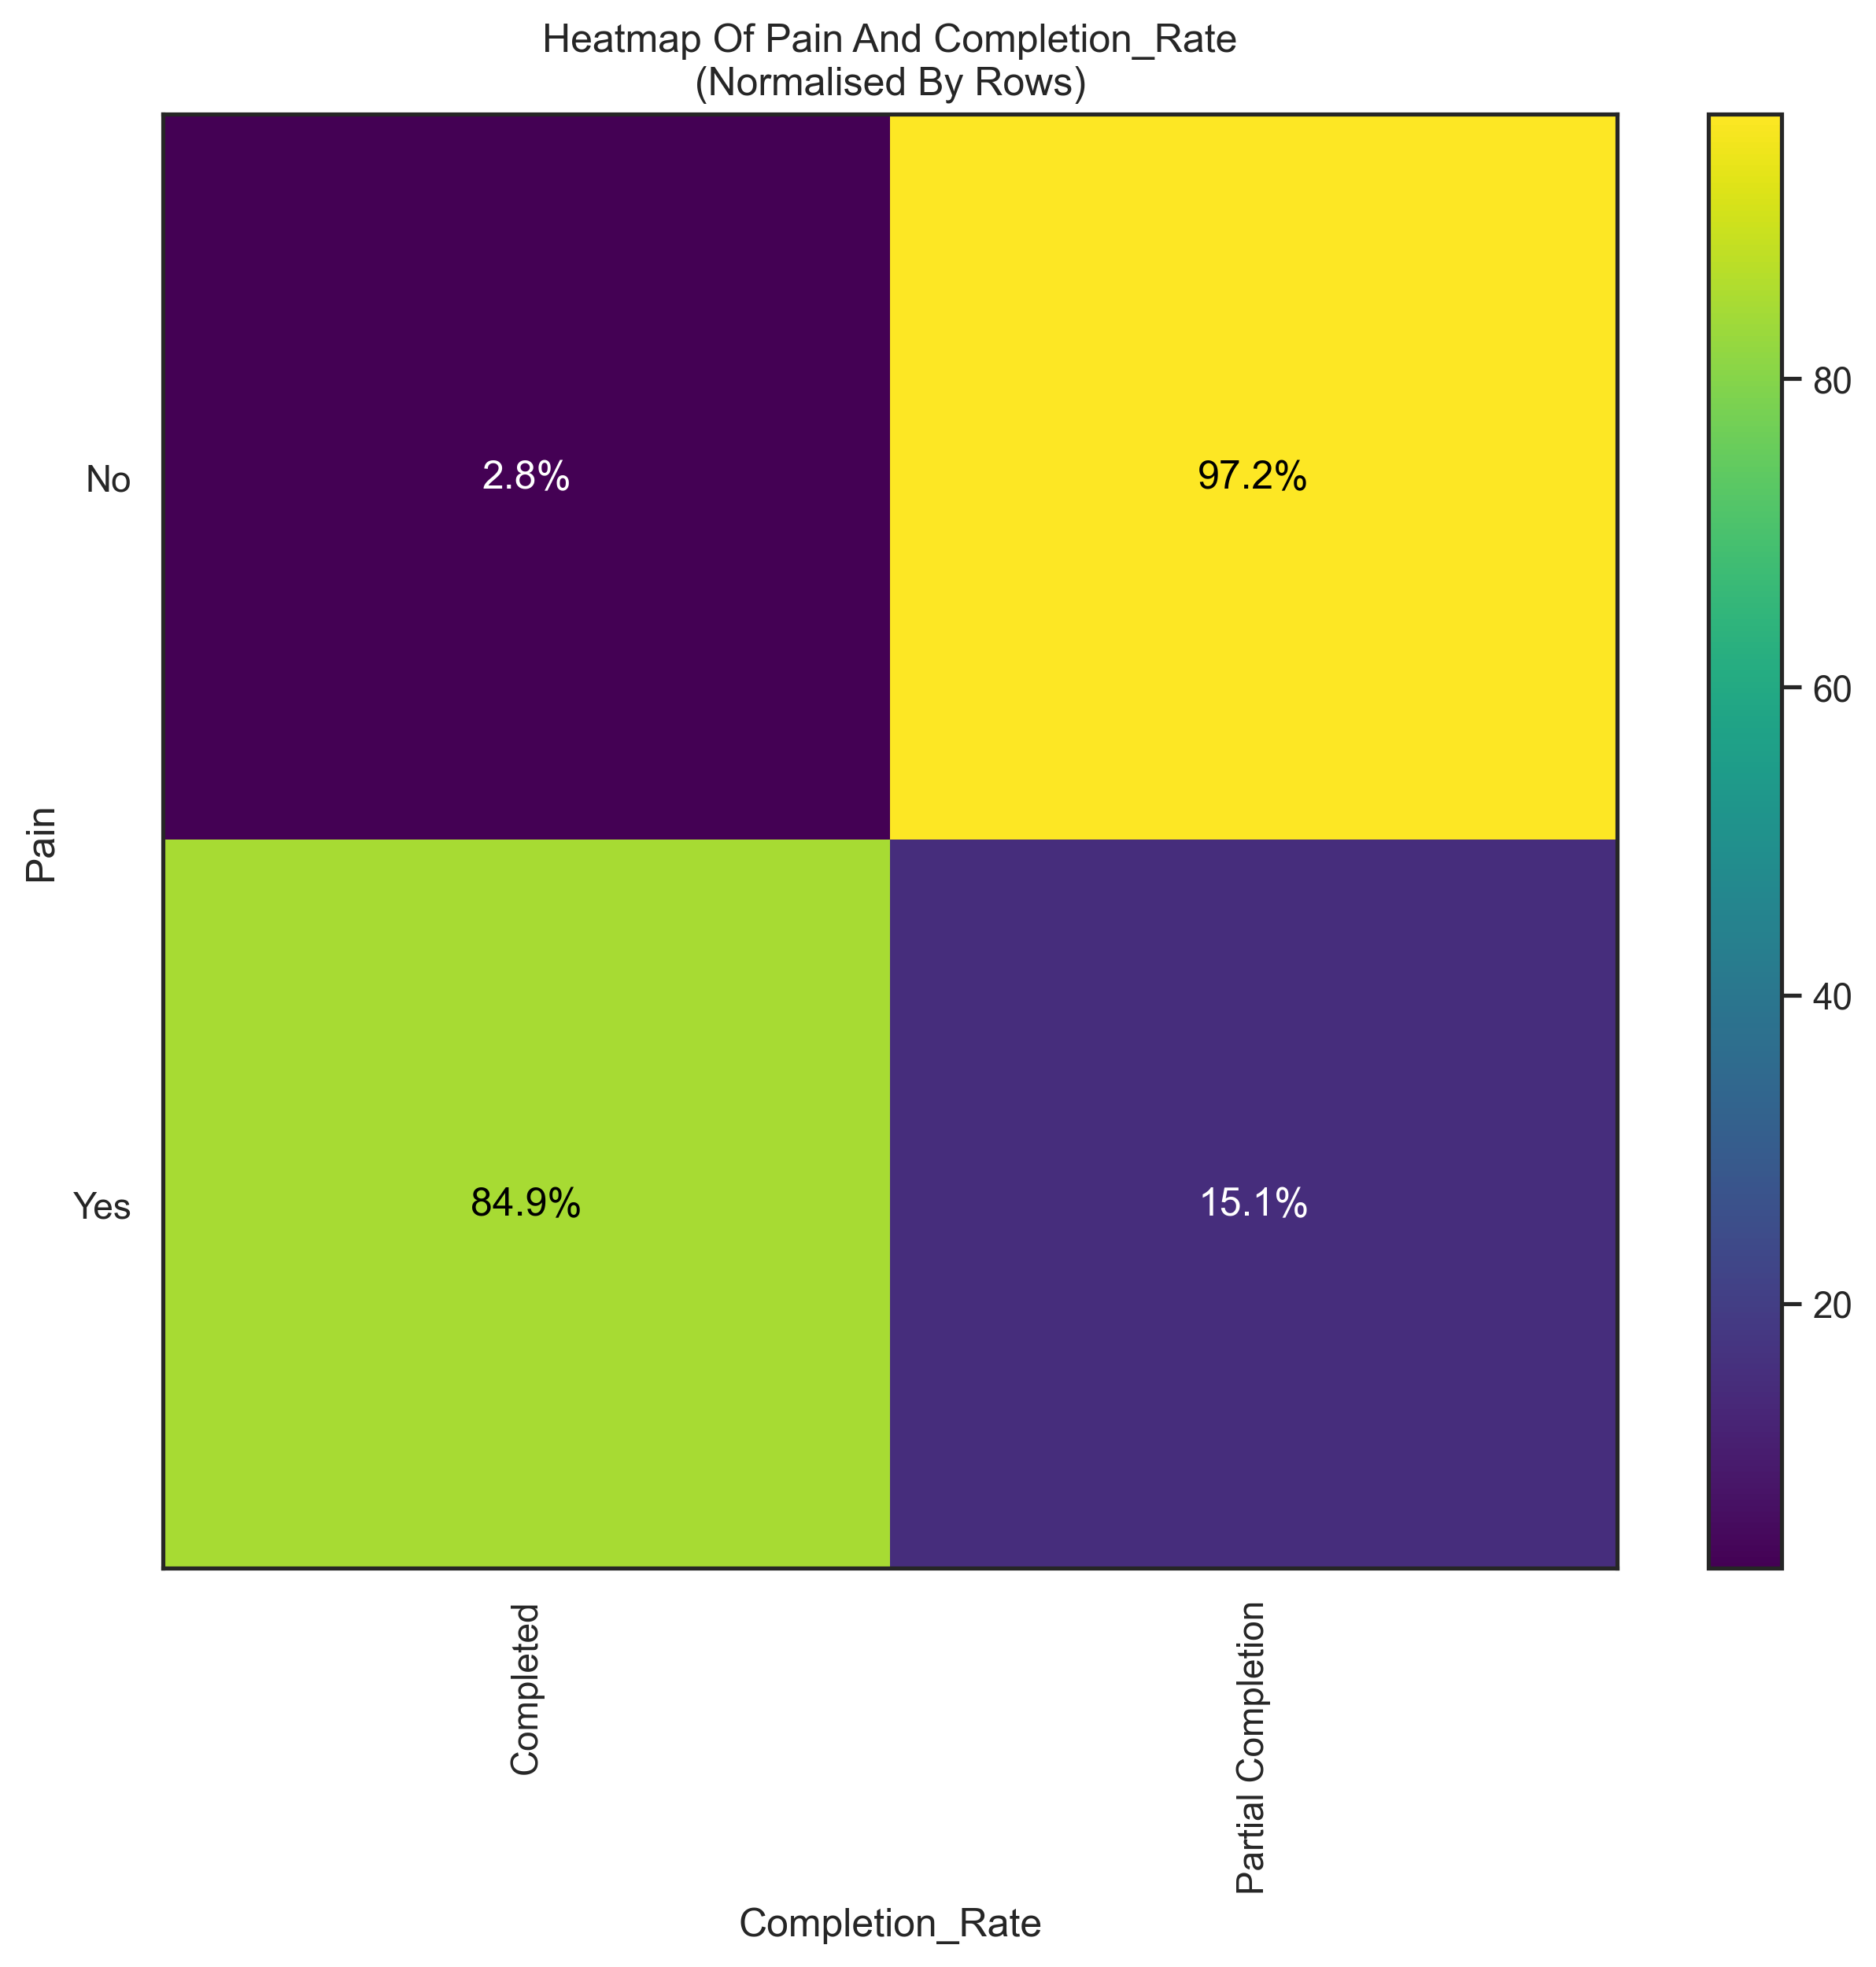 Heatmap Of Pain And Completion_Rate
(Normalised By Rows)
No
2.8%
97.2%
80
60
Pain
40
Yes
84.9%
15.1%
20
Completed
Partial Completion
Completion_Rate